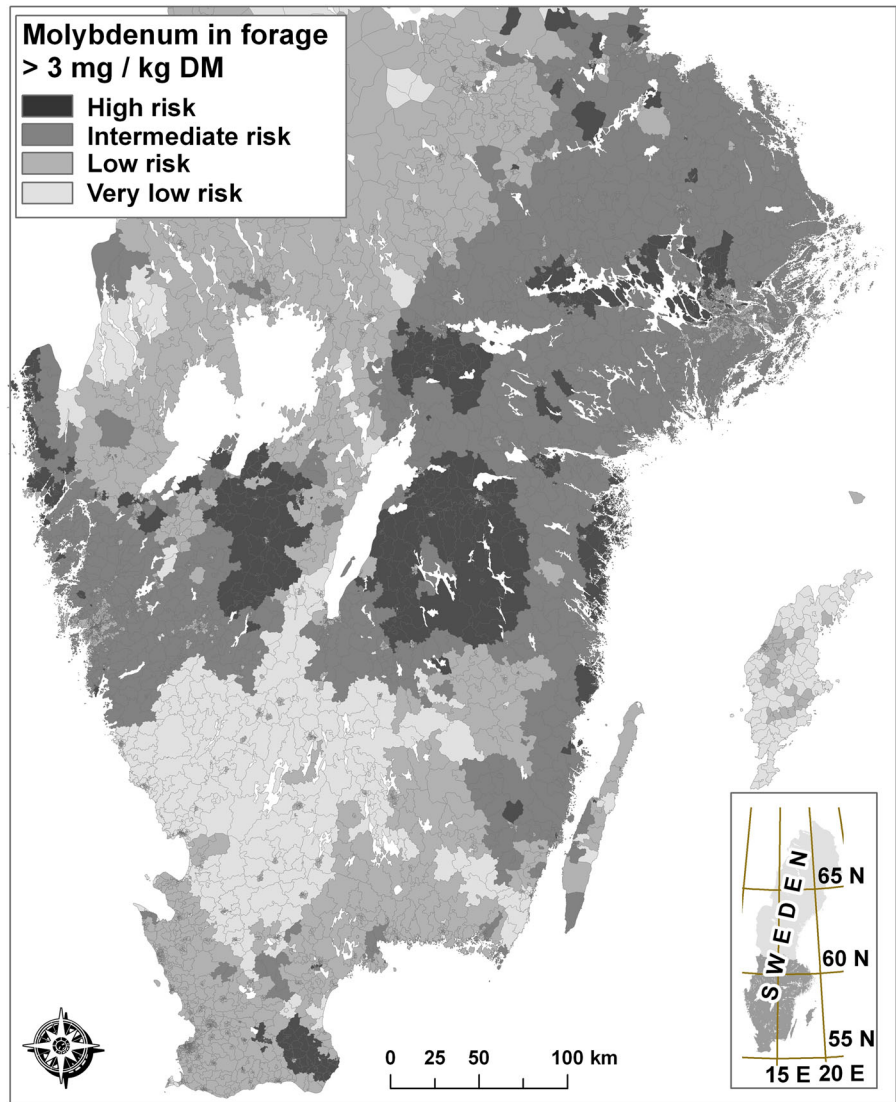 Molybdenum in forage
> 3 mg / kg DM
High risk
Intermediate risk
Low risk
Very low risk
0 25 50 100 km
SWEDEN
65 N
60 N
55 N
15 E 20 E